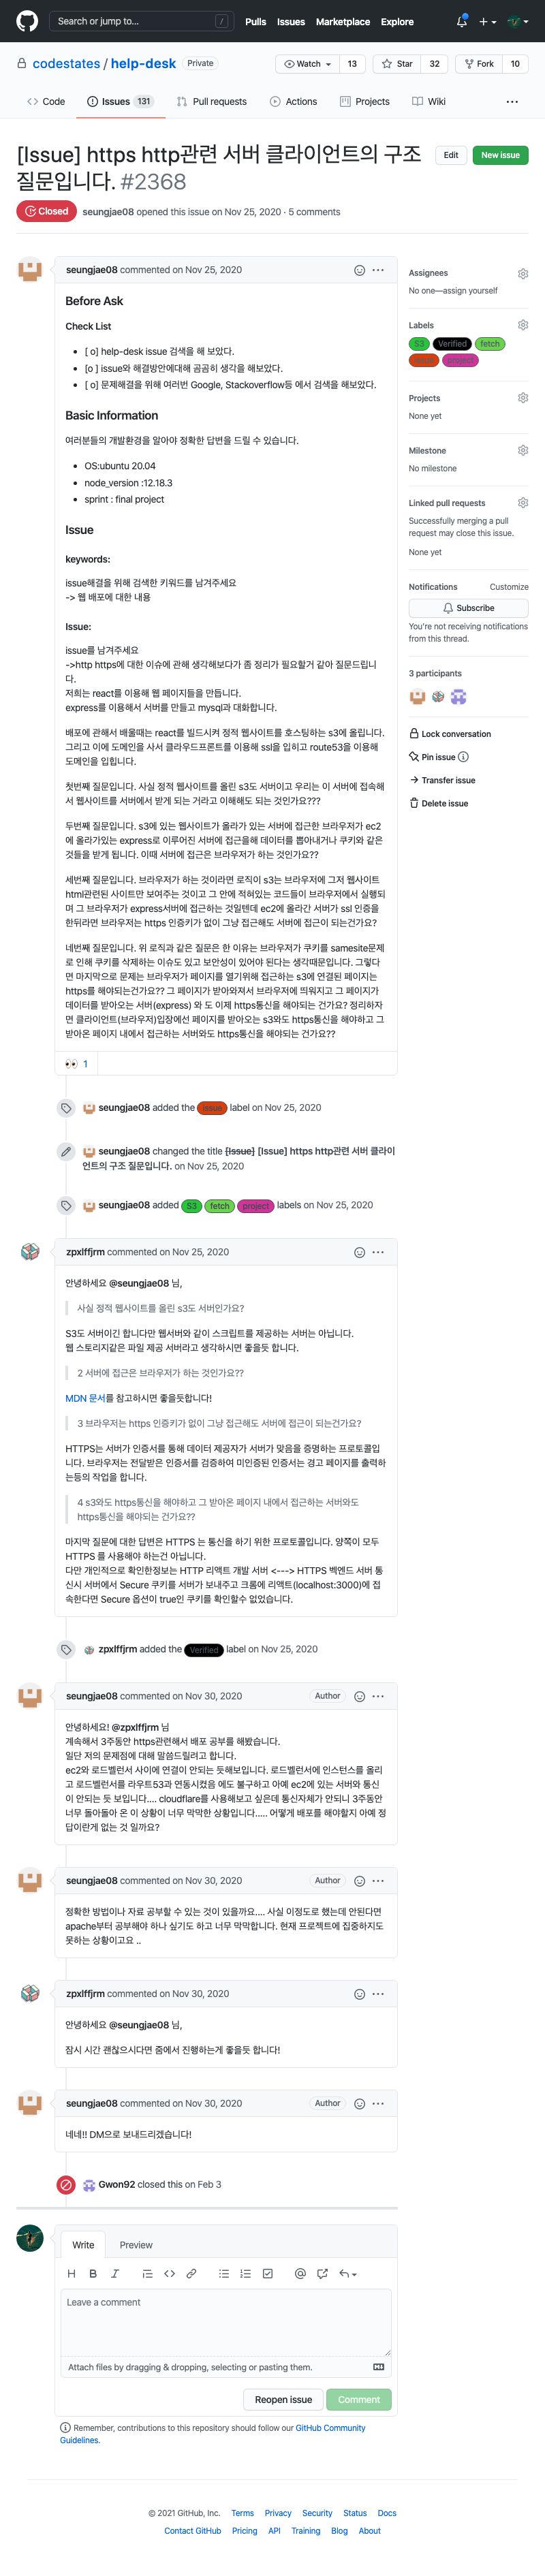 Search or jump to...
/
Pulls Issues Marketplace Explore
codestates / help-desk Private
Watch 13 Star 32 Fork 10
Code Issues 131 Pull requests Actions Projects Wiki ...
[Issue] https http관련 서버 클라이언트의 구조
질문입니다. #2368
Edit New issue
Closed seungjae08 opened this issue on Nov 25, 2020 · 5 comments
seungjae08 commented on Nov 25, 2020
Before Ask
Check List
[ o] help-desk issue 검색을 해 보았다.
[o ] issue와 해결방안에대해 곰곰히 생각을 해보았다.
[ o] 문제해결을 위해 여러번 Google, Stackoverflow등 에서 검색을 해보았다.
Basic Information
여러분들의 개발환경을 알아야 정확한 답변을 드릴 수 있습니다.
OS:ubuntu 20.04
node_version :12.18.3
sprint : final project
Issue
keywords:
issue해결을 위해 검색한 키워드를 남겨주세요
-> 웹 배포에 대한 내용
Issue:
issue를 남겨주세요
->http https에 대한 이슈에 관해 생각해보다가 좀 정리가 필요할거 같아 질문드립니
다.
저희는 react를 이용해 웹 페이지들을 만듭니다.
express를 이용해서 서버를 만들고 mysql과 대화합니다.
배포에 관해서 배울때는 react를 빌드시켜 정적 웹사이트를 호스팅하는 s3에 올립니다.
그리고 이에 도메인을 사서 클라우드프론트를 이용해 ssl을 입히고 route53을 이용해
도메인을 입힙니다.
첫번째 질문입니다. 사실 정적 웹사이트를 올린 s3도 서버이고 우리는 이 서버에 접속해
서 웹사이트를 서버에서 받게 되는 거라고 이해해도 되는 것인가요???
두번째 질문입니다. s3에 있는 웹사이트가 올라가 있는 서버에 접근한 브라우저가 ec2
에 올라가있는 express로 이루어진 서버에 접근을해 데이터를 뽑아내거나 쿠키와 같은
것들을 받게 됩니다. 이때 서버에 접근은 브라우저가 하는 것인가요??
세번째 질문입니다. 브라우저가 하는 것이라면 로직이 s3는 브라우저에 그저 웹사이트
html관련된 사이트만 보여주는 것이고 그 안에 적혀있는 코드들이 브라우저에서 실행되
며 그 브라우저가 express서버에 접근하는 것일텐데 ec2에 올라간 서버가 ssl 인증을
한뒤라면 브라우저는 https 인증키가 없이 그냥 접근해도 서버에 접근이 되는건가요?
네번째 질문입니다. 위 로직과 같은 질문은 한 이유는 브라우저가 쿠키를 samesite문제
로 인해 쿠키를 삭제하는 이슈도 있고 보안성이 있어야 된다는 생각때문입니다. 그렇다
면 마지막으로 문제는 브라우저가 페이지를 열기위해 접근하는 s3에 연결된 페이지는
https를 해야되는건가요?? 그 페이지가 받아와져서 브라우저에 띄워지고 그 페이지가
데이터를 받아오는 서버(express) 와 도 이제 https통신을 해야되는 건가요? 정리하자
면 클라이언트(브라우저)입장에선 페이지를 받아오는 s3와도 https통신을 해야하고 그
받아온 페이지 내에서 접근하는 서버와도 https통신을 해야되는 건가요??
👀 1
seungjae08 added the Issue label on Nov 25, 2020
seungjae08 changed the title [Issue] [Issue] https http관련 서버 클라이
언트의 구조 질문입니다. on Nov 25, 2020
seungjae08 added S3 fetch project labels on Nov 25, 2020
zpxlffjrm commented on Nov 25, 2020
안녕하세요 @seungjae08 님,
사실 정적 웹사이트를 올린 s3도 서버인가요?
S3도 서버이긴 합니다만 웹서버와 같이 스크립트를 제공하는 서버는 아닙니다.
웹 스토리지같은 파일 제공 서버라고 생각하시면 좋을듯 합니다.
2 서버에 접근은 브라우저가 하는 것인가요??
MDN 문서를 참고하시면 좋을듯합니다!
3 브라우저는 https 인증키가 없이 그냥 접근해도 서버에 접근이 되는건가요?
HTTPS는 서버가 인증서를 통해 데이터 제공자가 서버가 맞음을 증명하는 프로토콜입
니다. 브라우저는 전달받은 인증서를 검증하여 미인증된 인증서는 경고 페이지를 출력하
는등의 작업을 합니다.
4 s3와도 https통신을 해야하고 그 받아온 페이지 내에서 접근하는 서버와도
https통신을 해야되는 건가요??
마지막 질문에 대한 답변은 HTTPS 는 통신을 하기 위한 프로토콜입니다. 양쪽이 모두
HTTPS 를 사용해야 하는건 아닙니다.
다만 개인적으로 확인한정보는 HTTP 리액트 개발 서버 <---> HTTPS 벡엔드 서버 통
신시 서버에서 Secure 쿠키를 서버가 보내주고 크롬에 리액트(localhost:3000)에 접
속한다면 Secure 옵션이 true인 쿠키를 확인할수 없었습니다.
zpxlffjrm added the Verified label on Nov 25, 2020
seungjae08 commented on Nov 30, 2020 Author
안녕하세요! @zpxlffjrm 님
계속해서 3주동안 https관련해서 배포 공부를 해봤습니다.
일단 저의 문제점에 대해 말씀드릴려고 합니다.
ec2와 로드벨런서 사이에 연결이 안되는 듯해보입니다. 로드벨런서에 인스턴스를 올리
고 로드벨런서를 라우트53과 연동시켰음 에도 불구하고 아예 ec2에 있는 서버와 통신
이 안되는 듯 보입니다.... cloudflare를 사용해보고 싶은데 통신자체가 안되니 3주동안
너무 돌아돌아 온 이 상황이 너무 막막한 상황입니다..... 어떻게 배포를 해야할지 아예 정
답이란게 없는 것 일까요?
seungjae08 commented on Nov 30, 2020 Author
정확한 방법이나 자료 공부할 수 있는 것이 있을까요.... 사실 이정도로 했는데 안된다면
apache부터 공부해야 하나 싶기도 하고 너무 막막합니다. 현재 프로젝트에 집중하지도
못하는 상황이고요 ..
zpxlffjrm commented on Nov 30, 2020
안녕하세요 @seungjae08 님,
잠시 시간 괜찮으시다면 줌에서 진행하는게 좋을듯 합니다!
seungjae08 commented on Nov 30, 2020 Author
네네!! DM으로 보내드리겠습니다!
Gwon92 closed this on Feb 3
Write Preview
Leave a comment
Attach files by dragging & dropping, selecting or pasting them.
Reopen issue Comment
Remember, contributions to this repository should follow our GitHub Community
Guidelines.
Assignees
No one—assign yourself
Labels
S3 Verified fetch
Issue project
Projects
None yet
Milestone
No milestone
Linked pull requests
Successfully merging a pull
request may close this issue.
None yet
Notifications Customize
Subscribe
You're not receiving notifications
from this thread.
3 participants
Lock conversation
Pin issue
Transfer issue
Delete issue
© 2021 GitHub, Inc. Terms Privacy Security Status Docs
Contact GitHub Pricing API Training Blog About